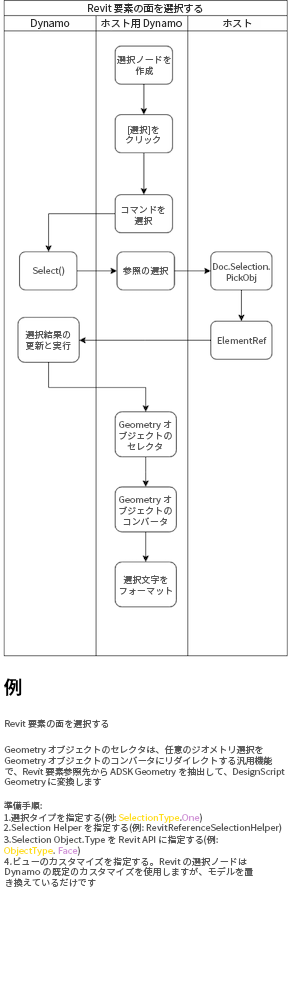 Revit 要素の面を選択する
Dynamo
ホスト用 Dynamo
ホスト
選択ノードを
作成
[選択]を
クリック
コマンドを
選択
Select()
参照の選択
Doc.Selection.
PickObj
選択結果の
更新と実行
ElementRef
Geometry オ
ブジェクトの
セレクタ
Geometry オ
ブジェクトの
コンバータ
選択文字を
フォーマット
例
Revit 要素の面を選択する
Geometry オブジェクトのセレクタは、任意のジオメトリ選択を
Geometry オブジェクトのコンバータにリダイレクトする汎用機能
で、Revit 要素参照先から ADSK Geometry を抽出して、DesignScript
Geometry に変換します
準備手順:
1.選択タイプを指定する(例: SelectionType.One)
2.Selection Helper を指定する(例: RevitReferenceSelectionHelper)
3.Selection Object.Type を Revit API に指定する(例:
ObjectType. Face)
4.ビューのカスタマイズを指定する。Revit の選択ノードは
Dynamo の既定のカスタマイズを使用しますが、モデルを置
き換えているだけです